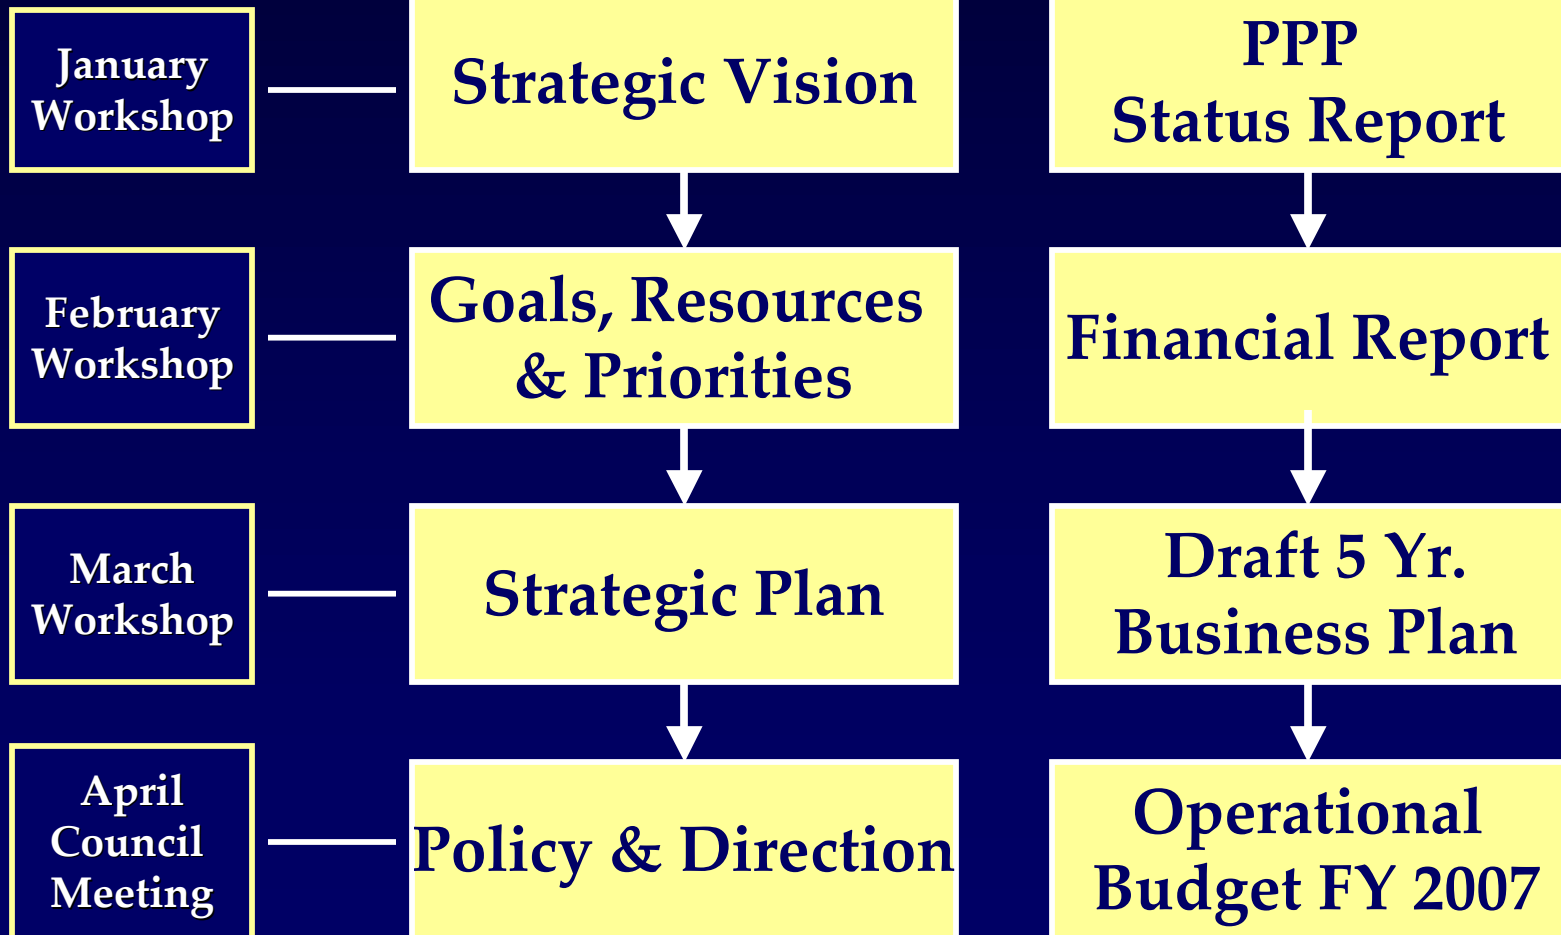 January
Workshop
Strategic Vision
PPP
Status Report
February
Workshop
Goals, Resources
& Priorities
Financial Report
March
Workshop
Strategic Plan
Draft 5 Yr.
Business Plan
April
Council
Meeting
Policy & Direction
Operational
Budget FY 2007